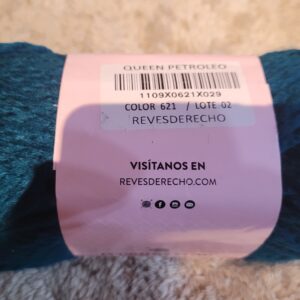 QUEEN PETROLEO
1109X0621X029
COLOR 621 / LOTE 02
REVESDERECHO
VISÍTANOS EN
REVESDERECHO.COM